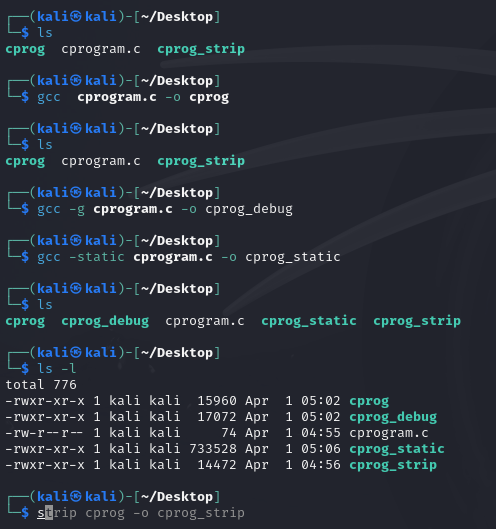 ┌──(kali㉿kali)-[~/Desktop]
└─$ ls
cprog  cprogram.c  cprog_strip
┌──(kali㉿kali)-[~/Desktop]
└─$ gcc  cprogram.c -o cprog
┌──(kali㉿kali)-[~/Desktop]
└─$ ls
cprog  cprogram.c  cprog_strip
┌──(kali㉿kali)-[~/Desktop]
└─$ gcc -g cprogram.c -o cprog_debug
┌──(kali㉿kali)-[~/Desktop]
└─$ gcc -static cprogram.c -o cprog_static
┌──(kali㉿kali)-[~/Desktop]
└─$ ls
cprog  cprog_debug  cprogram.c  cprog_static  cprog_strip
┌──(kali㉿kali)-[~/Desktop]
└─$ ls -l
total 776
-rwxr-xr-x 1 kali kali  15960 Apr  1 05:02 cprog
-rwxr-xr-x 1 kali kali  17072 Apr  1 05:02 cprog_debug
-rw-r--r-- 1 kali kali     74 Apr  1 04:55 cprogram.c
-rwxr-xr-x 1 kali kali 733528 Apr  1 05:06 cprog_static
-rwxr-xr-x 1 kali kali  14472 Apr  1 04:56 cprog_strip
┌──(kali㉿kali)-[~/Desktop]
└─$ strip cprog -o cprog_strip